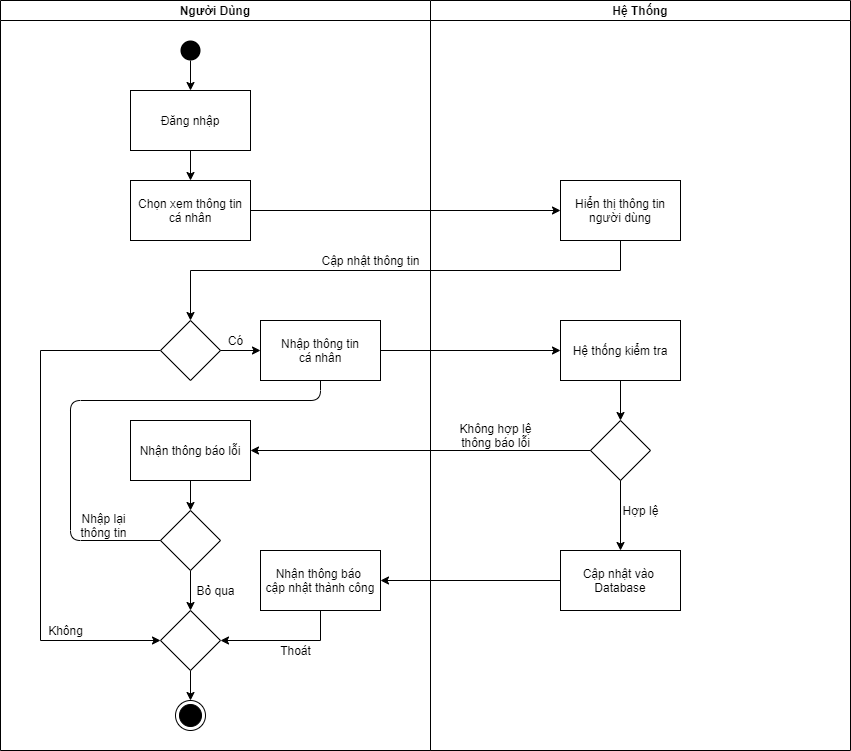 Người Dùng
Hệ Thống
Đăng nhập
Chọn xem thông tin
cá nhân
Hiển thị thông tin
người dùng
Cập nhật thông tin
Có
Nhập thông tin
cá nhân
Hệ thống kiểm tra
Không hợp lệ
thông báo lỗi
Nhận thông báo lỗi
Hợp lệ
Nhập lại
thông tin
Nhận thông báo
cập nhật thành công
Cập nhật vào
Database
Bỏ qua
Không
Thoát